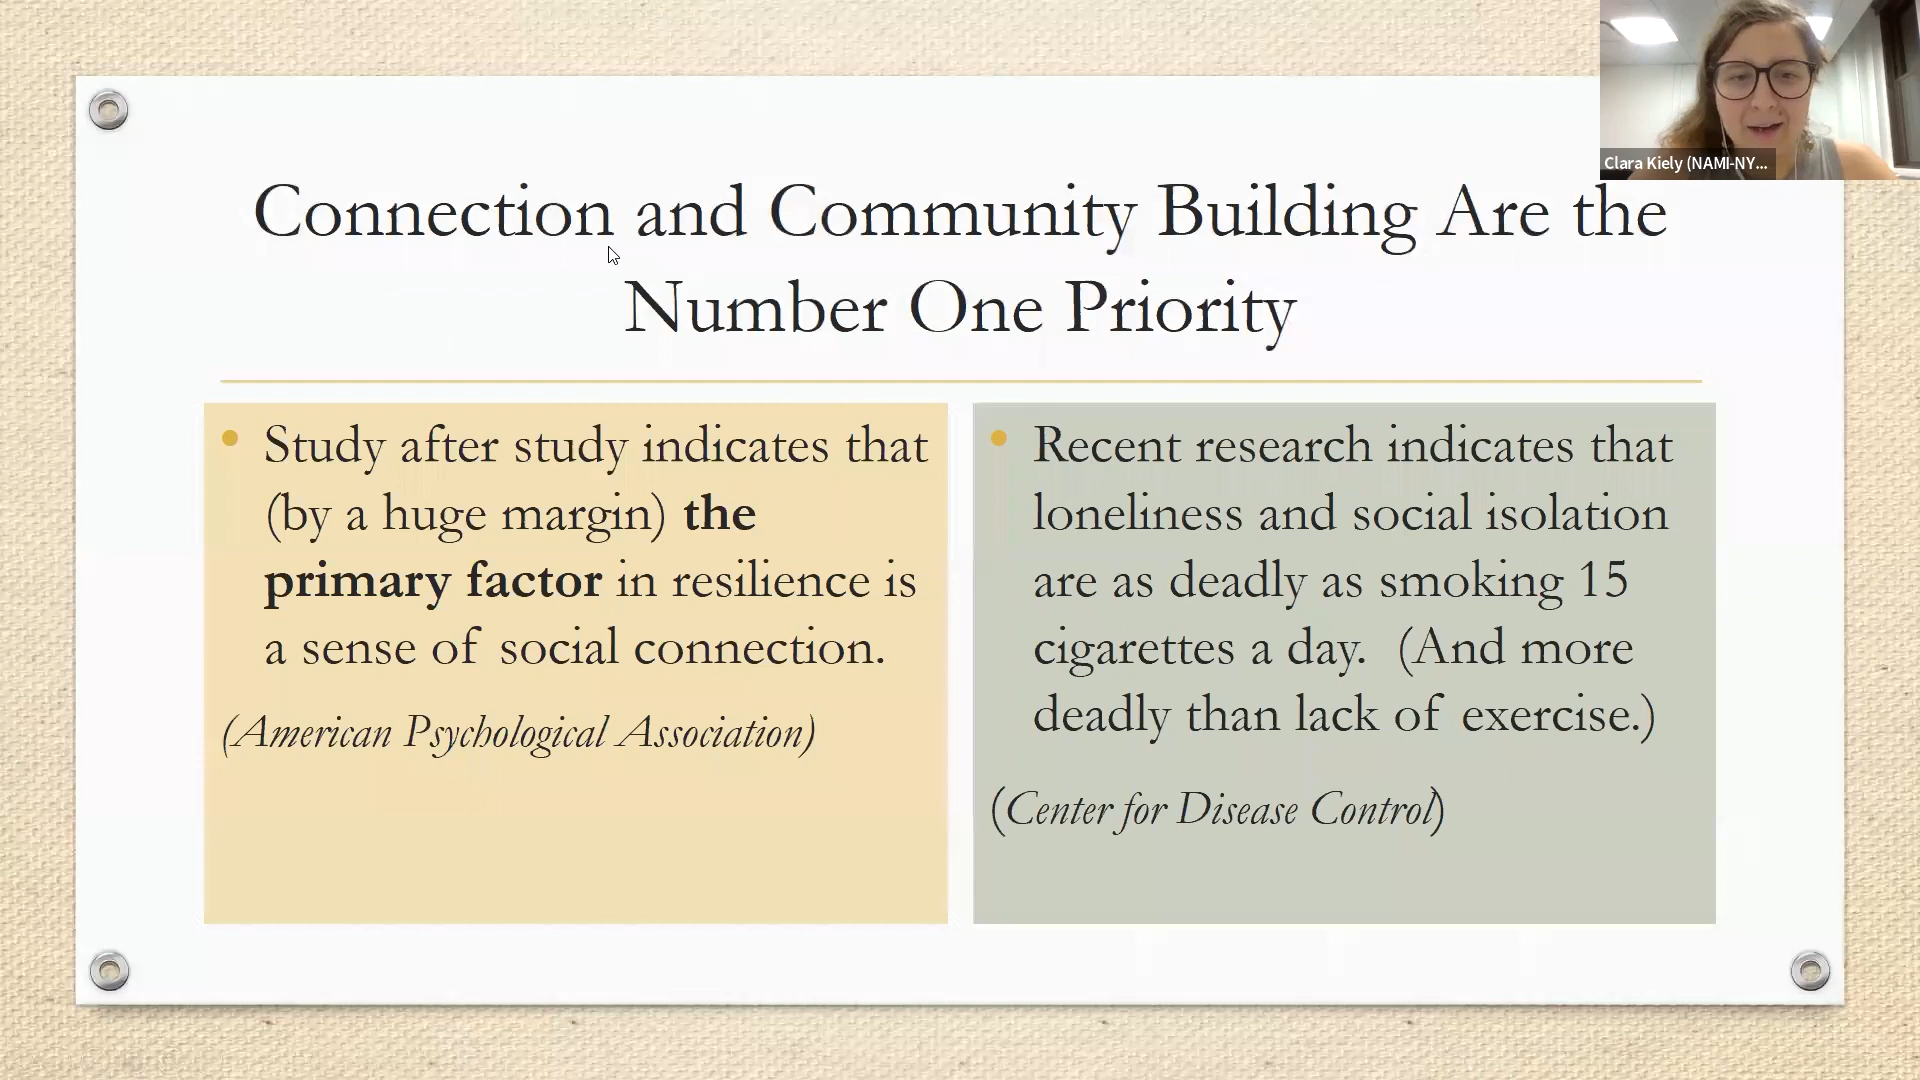 Clara Kiely (NAMI-NY...
Connection and Community Building Are the
Number One Priority
• Study after study indicates that
(by a huge margin) the
primary factor in resilience is
a sense of social connection.
(American Psychological Association)
• Recent research indicates that
loneliness and social isolation
are as deadly as smoking 15
cigarettes a day. (And more
deadly than lack of exercise.)
(Center for Disease Control)